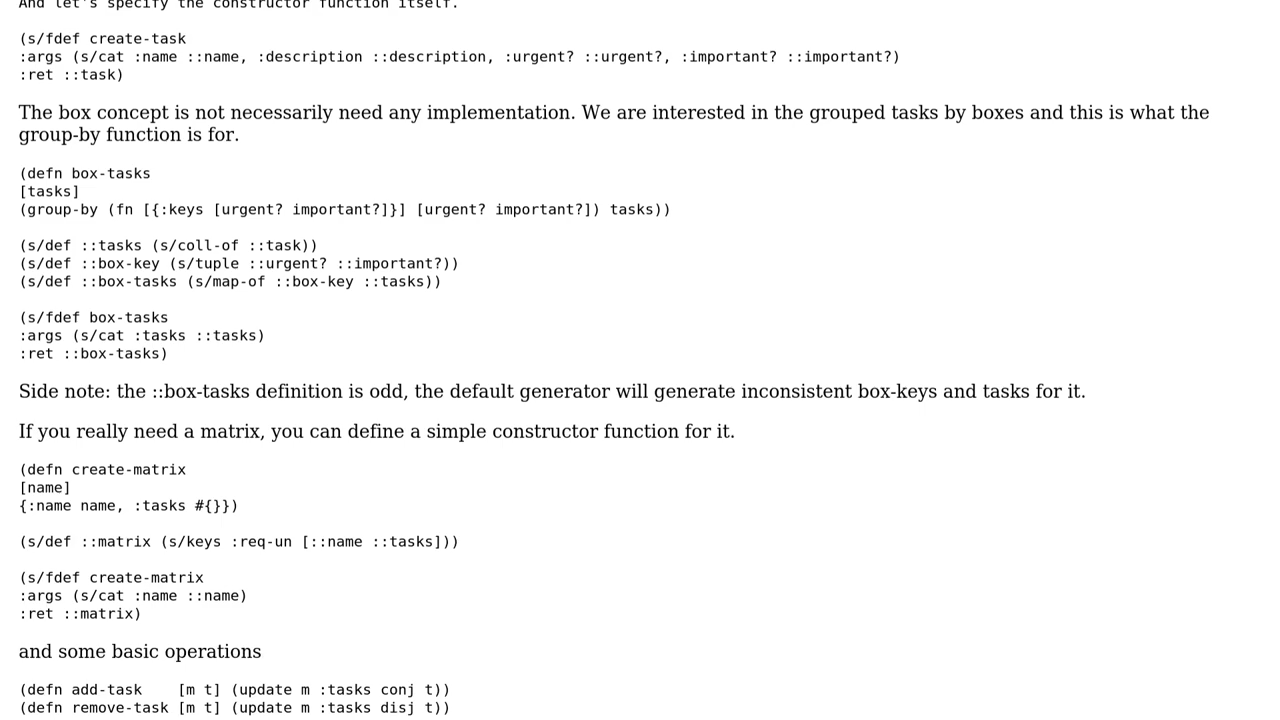 And let's specify the constructor function itself.
(s/fdef create-task
:args (s/cat :name ::name, :description ::description, :urgent? ::urgent?, :important? ::important?)
:ret ::task)
The box concept is not necessarily need any implementation. We are interested in the grouped tasks by boxes and this is what the
group-by function is for.
(defn box-tasks
[tasks]
(group-by (fn [{:keys [urgent? important?]}] [urgent? important?]) tasks))
(s/def ::tasks (s/coll-of ::task))
(s/def ::box-key (s/tuple ::urgent? ::important?))
(s/def ::box-tasks (s/map-of ::box-key ::tasks))
(s/fdef box-tasks
:args (s/cat :tasks ::tasks)
:ret ::box-tasks)
Side note: the ::box-tasks definition is odd, the default generator will generate inconsistent box-keys and tasks for it.
If you really need a matrix, you can define a simple constructor function for it.
(defn create-matrix
[name]
{:name name, :tasks #{}})
(s/def ::matrix (s/keys :req-un [::name ::tasks]))
(s/fdef create-matrix
:args (s/cat :name ::name)
:ret ::matrix)
and some basic operations
(defn add-task    [m t] (update m :tasks conj t))
(defn remove-task [m t] (update m :tasks disj t))